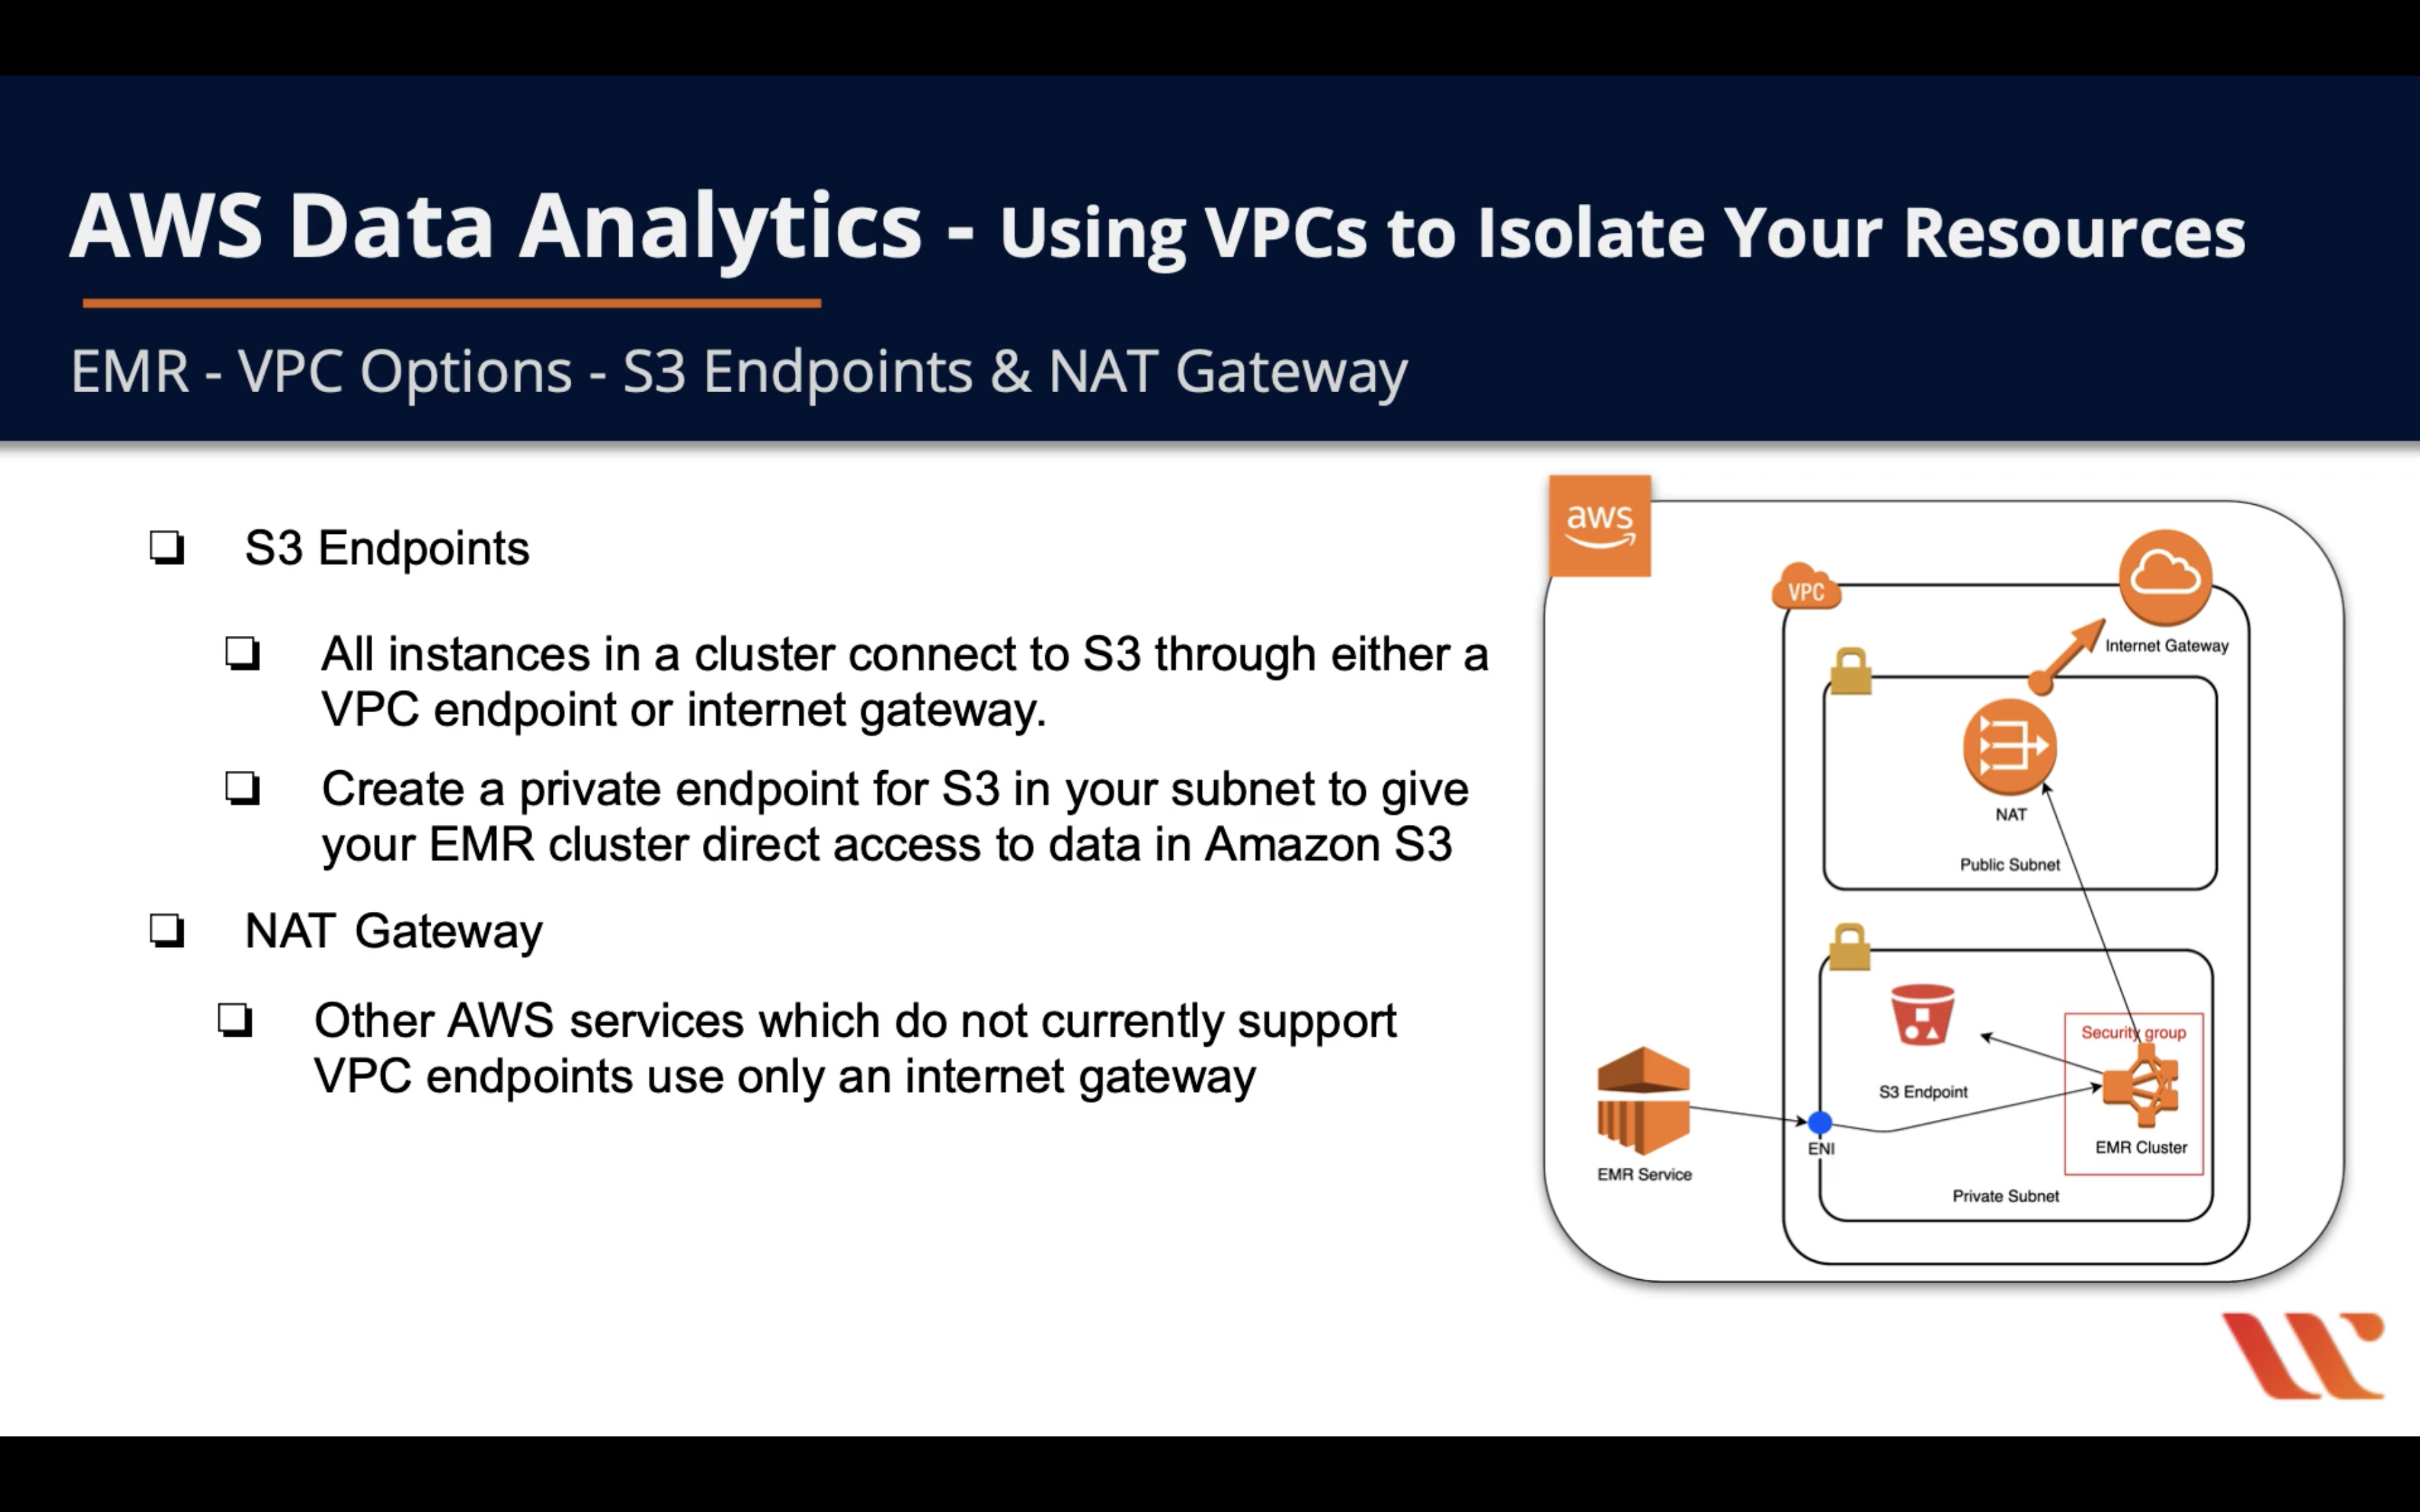 AWS Data Analytics - Using VPCs to Isolate Your Resources
EMR - VPC Options - S3 Endpoints & NAT Gateway
S3 Endpoints
All instances in a cluster connect to S3 through either a
VPC endpoint or internet gateway.
Create a private endpoint for S3 in your subnet to give
your EMR cluster direct access to data in Amazon S3
NAT Gateway
Other AWS services which do not currently support
VPC endpoints use only an internet gateway
aws
VPC
Internet Gateway
NAT
Public Subnet
Security group
S3 Endpoint
ENI
EMR Cluster
EMR Service
Private Subnet